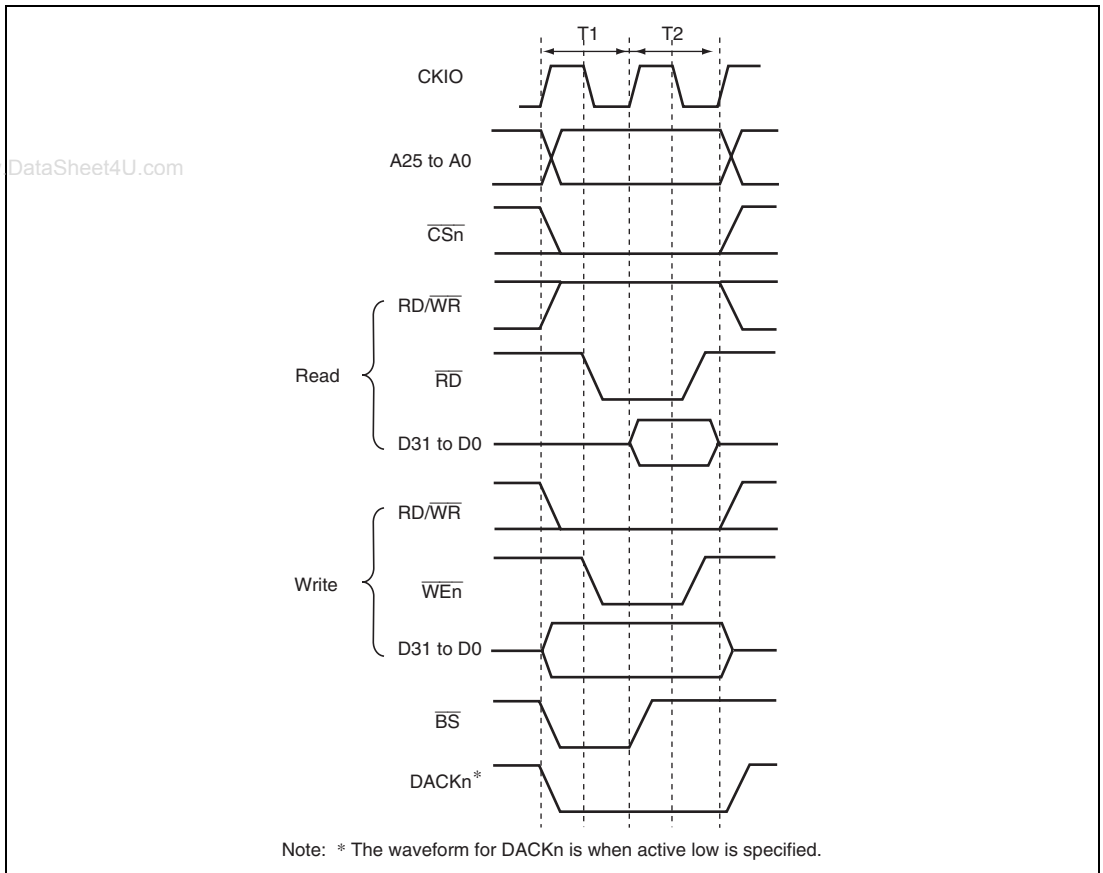 T1 T2
CKIO
DataSheet4U.com
A25 to A0
CSn
RD/WR
Read
RD
D31 to D0
RD/WR
Write
WEn
D31 to D0
BS
DACKn*
Note: * The waveform for DACKn is when active low is specified.